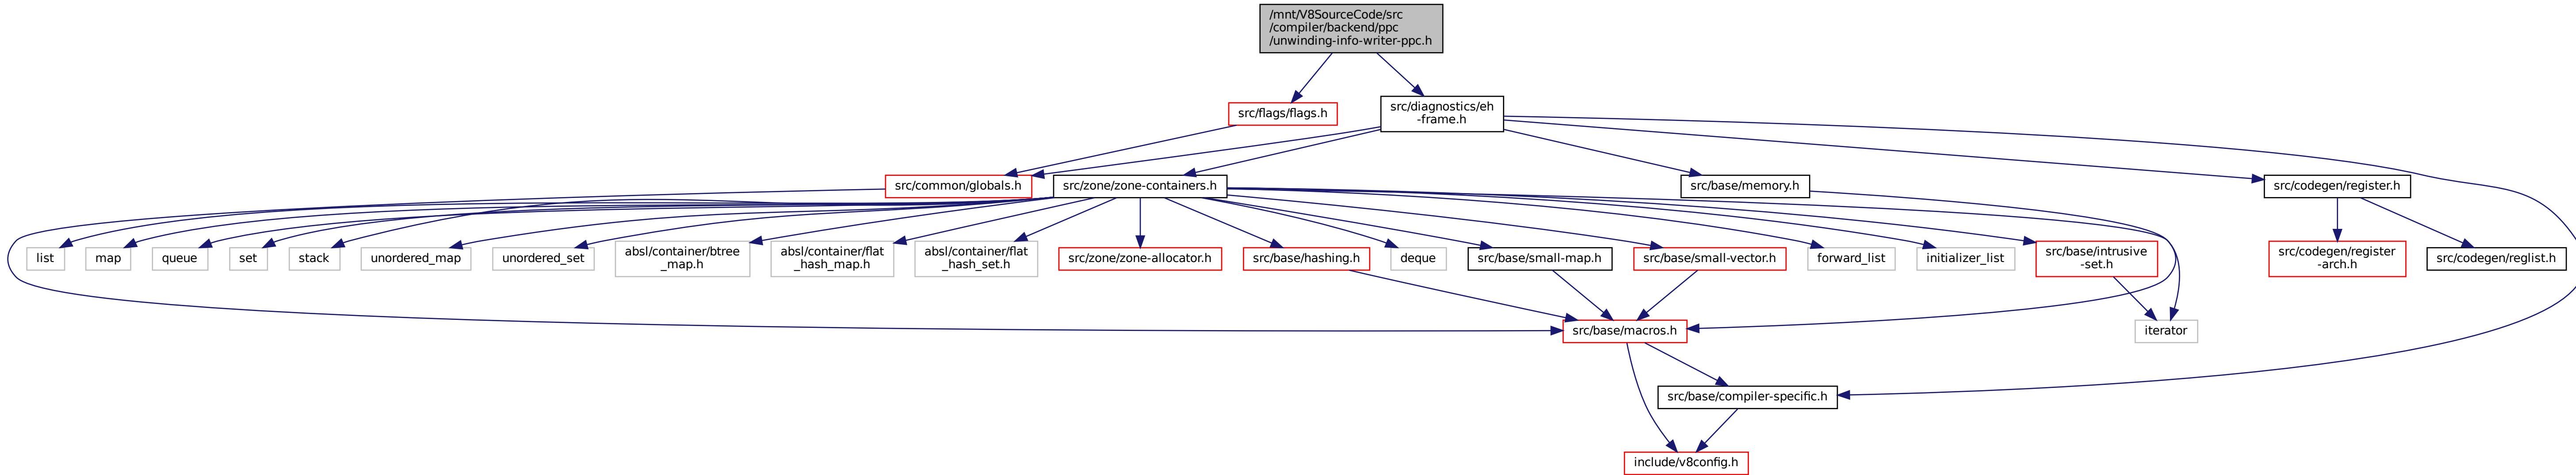 /mnt/V8SourceCode/src
/compiler/backend/ppc
/unwinding-info-writer-ppc.h
src/flags/flags.h
src/diagnostics/eh
-frame.h
src/common/globals.h
src/zone/zone-containers.h
src/base/memory.h
src/codegen/register.h
list
map
queue
set
stack
unordered_map
unordered_set
absl/container/btree
_map.h
absl/container/flat
_hash_map.h
absl/container/flat
_hash_set.h
src/zone/zone-allocator.h
src/base/hashing.h
deque
src/base/small-map.h
src/base/small-vector.h
forward_list
initializer_list
src/base/intrusive
-set.h
src/codegen/register
-arch.h
src/codegen/reglist.h
src/base/macros.h
iterator
src/base/compiler-specific.h
include/v8config.h